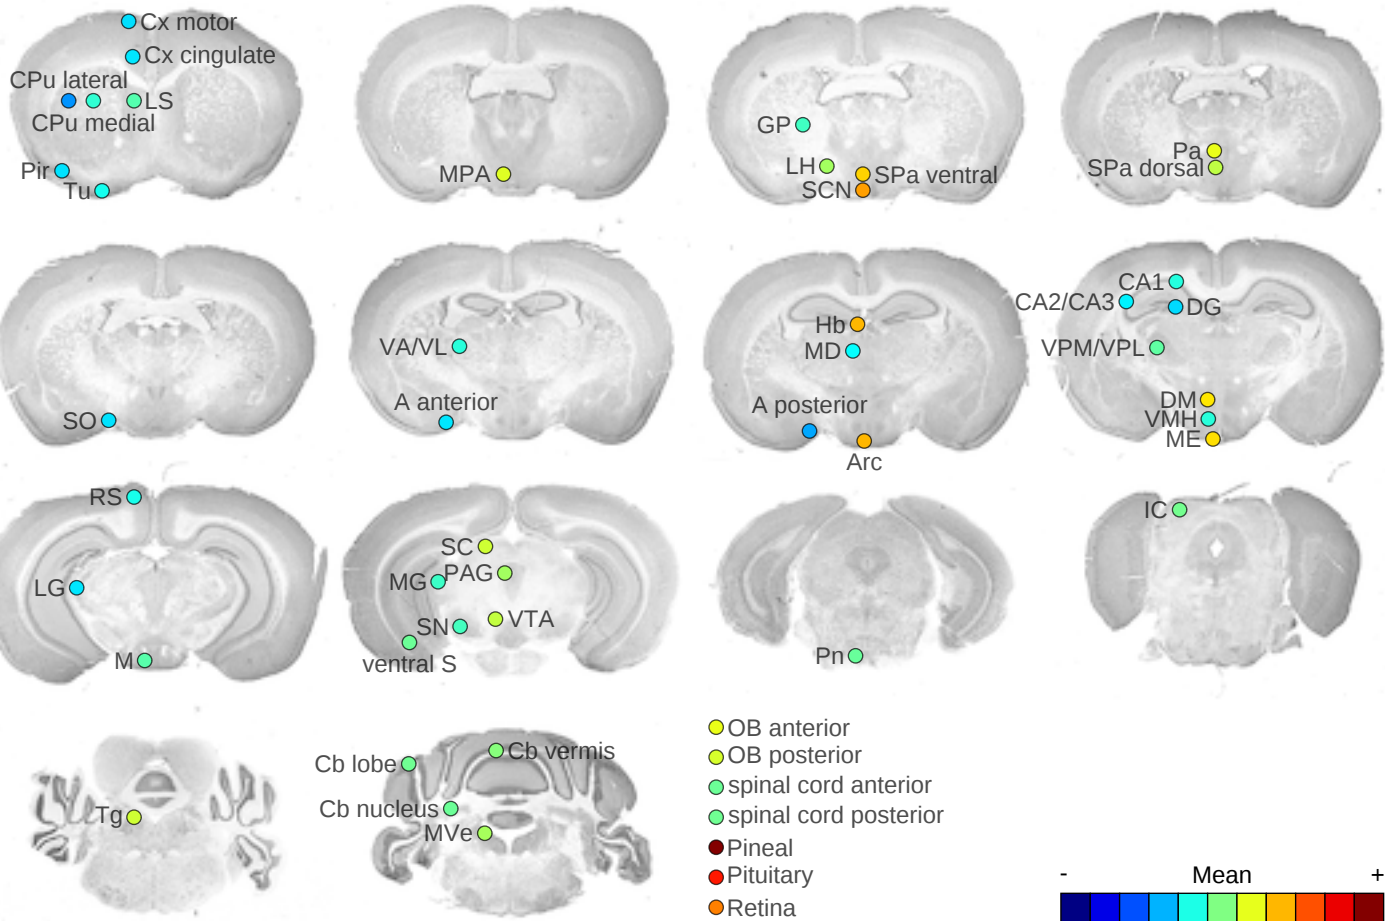 Cx motor
Cx cingulate
CPu lateral
LS
CPu medial
Pir
Tu
MPA
GP
LH
SPa ventral
SCN
Pa
SPa dorsal
SO
VA/VL
A anterior
Hb
MD
A posterior
Arc
CA1
CA2/CA3
DG
VPM/VPL
DM
VMH
ME
RS
LG
M
SC
MG
PAG
SN
VTA
ventral S
Pn
IC
Tg
Cb lobe
Cb vermis
Cb nucleus
MVe
OB anterior
OB posterior
spinal cord anterior
spinal cord posterior
Pineal
Pituitary
Retina
- Mean +